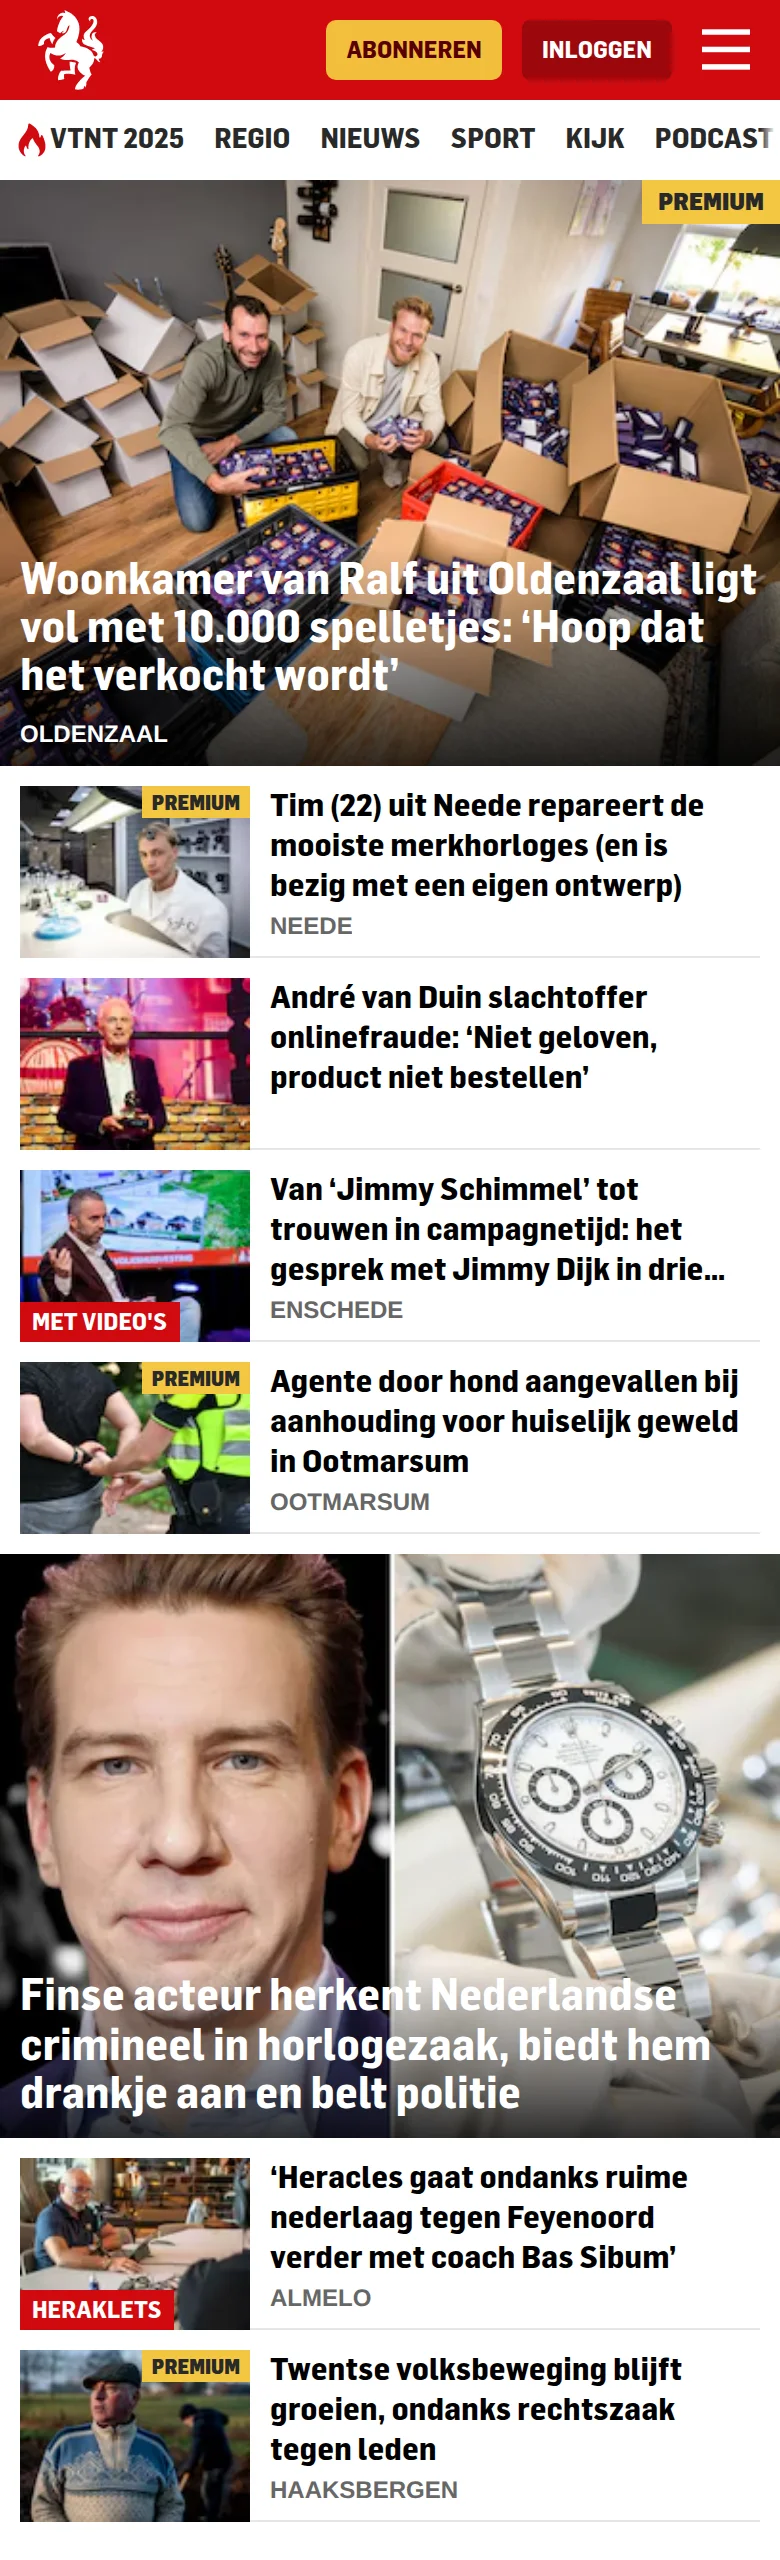 ABONNEREN
INLOGGEN
VTNT 2025 REGIO NIEUWS SPORT KIJK PODCAST
PREMIUM
Woonkamer van Ralf uit Oldenzaal ligt
vol met 10.000 spelletjes: ‘Hoop dat
het verkocht wordt’
OLDENZAAL
PREMIUM
Tim (22) uit Neede repareert de
mooiste merkhorloges (en is
bezig met een eigen ontwerp)
NEEDE
André van Duin slachtoffer
onlinefraude: ‘Niet geloven,
product niet bestellen’
MET VIDEO'S
Van ‘Jimmy Schimmel’ tot
trouwen in campagnetijd: het
gesprek met Jimmy Dijk in drie...
ENSCHEDE
PREMIUM
Agente door hond aangevallen bij
aanhouding voor huiselijk geweld
in Ootmarsum
OOTMARSUM
Finse acteur herkent Nederlandse
crimineel in horlogezaak, biedt hem
drankje aan en belt politie
HERAKLETS
‘Heracles gaat ondanks ruime
nederlaag tegen Feyenoord
verder met coach Bas Sibum’
ALMELO
PREMIUM
Twentse volksbeweging blijft
groeien, ondanks rechtszaak
tegen leden
HAAKSBERGEN